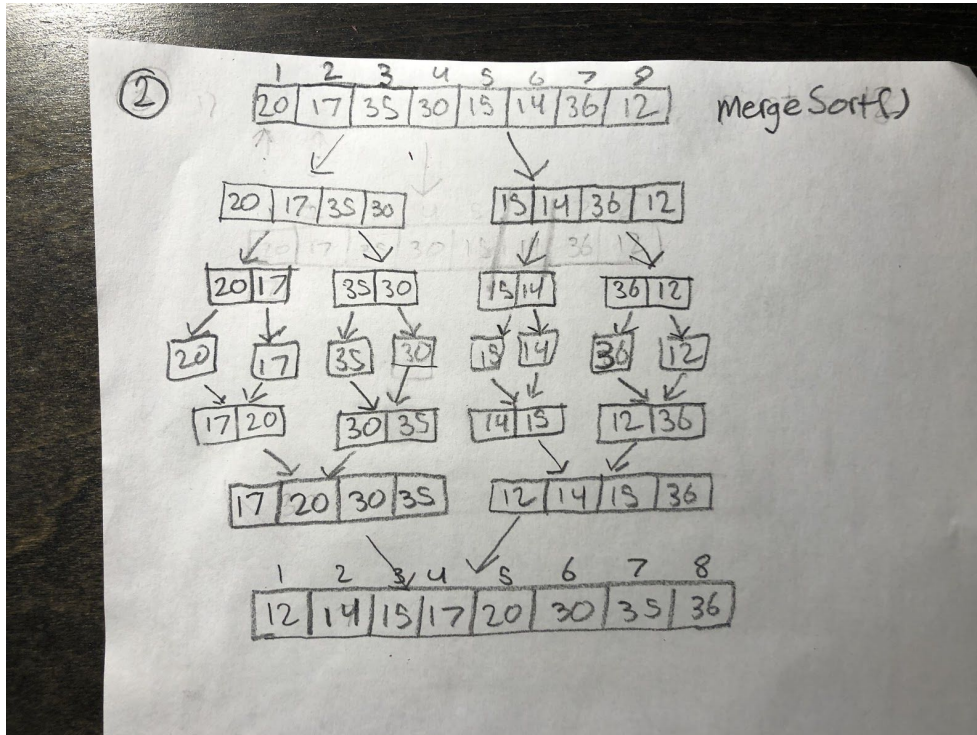 ② 1 2 3 4 5 6 7 8
20 17 35 30 15 14 36 12 mergeSort()
20 17 35 30 15 14 36 12
20 17 35 30 15 14 36 12
20 17 35 30 15 14 36 12
17 20 30 35 14 15 12 36
17 20 30 35 12 14 15 36
1 2 3 4 5 6 7 8
12 14 15 17 20 30 35 36